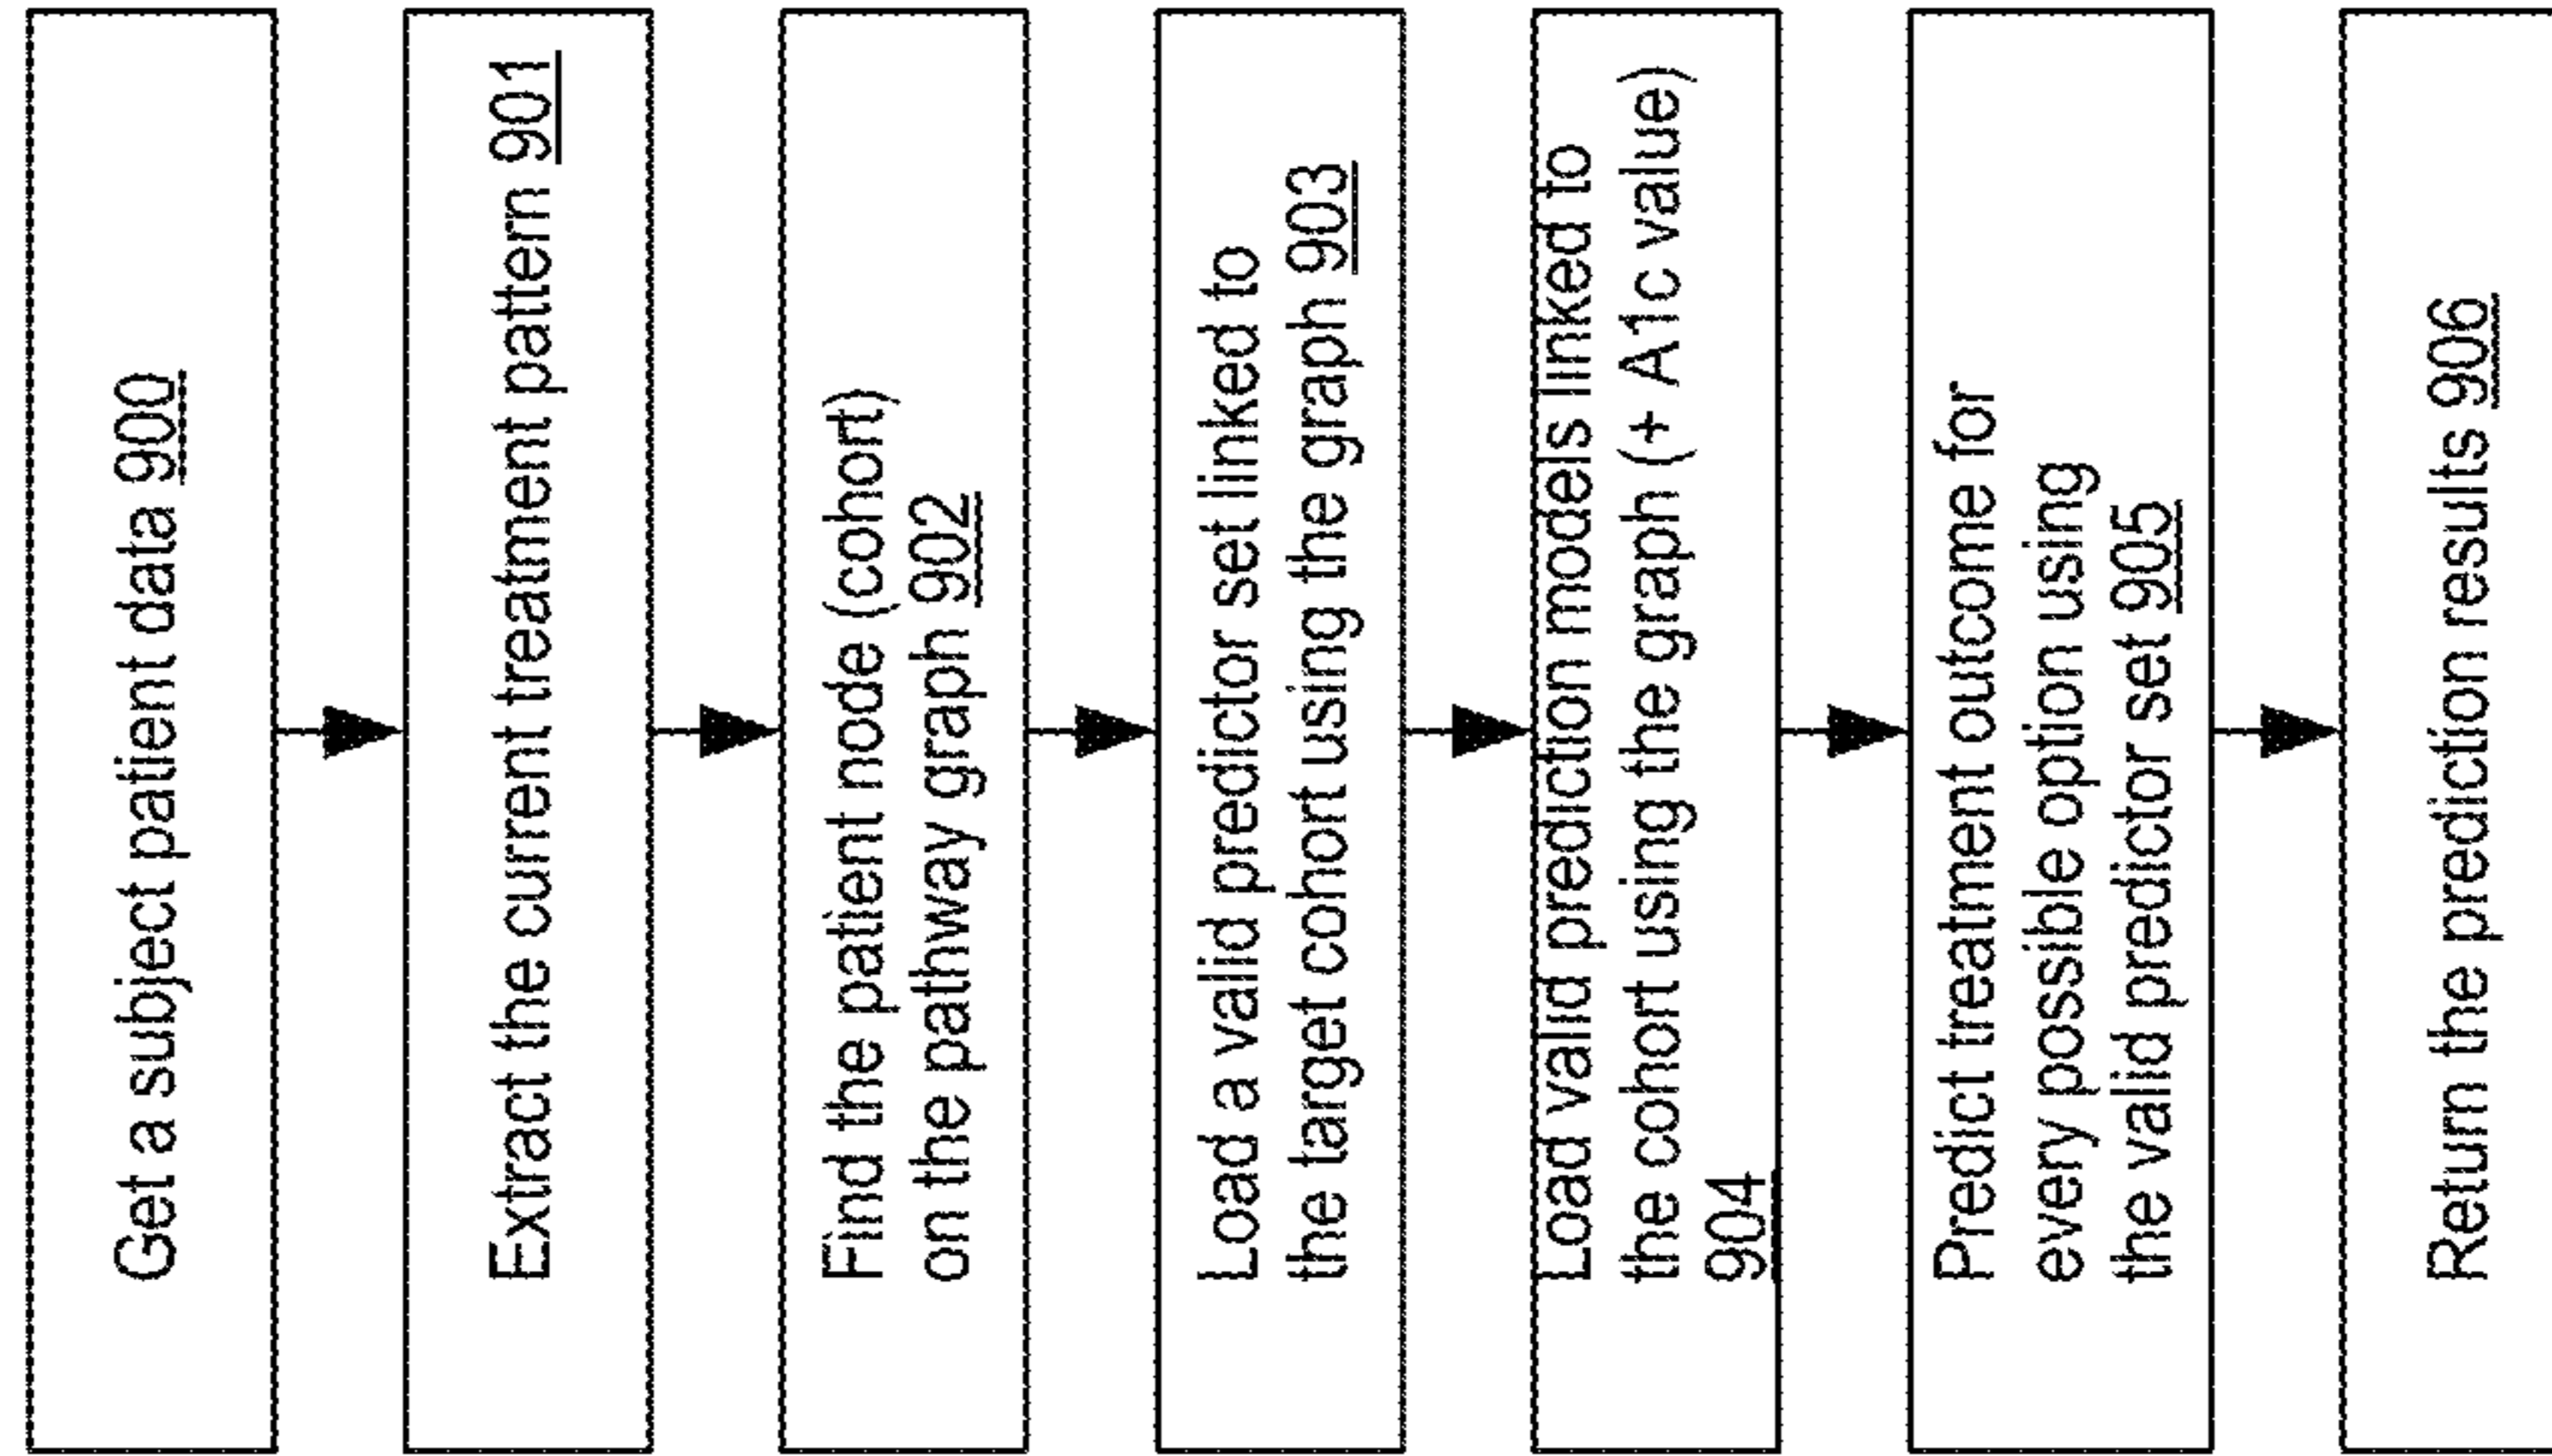 Get a subject patient data 900
Extract the current treatment pattern 901
Find the patient node (cohort)
on the pathway graph 902
Load a valid predictor set linked to
the target cohort using the graph 903
Load valid prediction models linked to
the cohort using the graph (+ A1c value)
904
Predict treatment outcome for
every possible option using
the valid predictor set 905
Return the prediction results 906